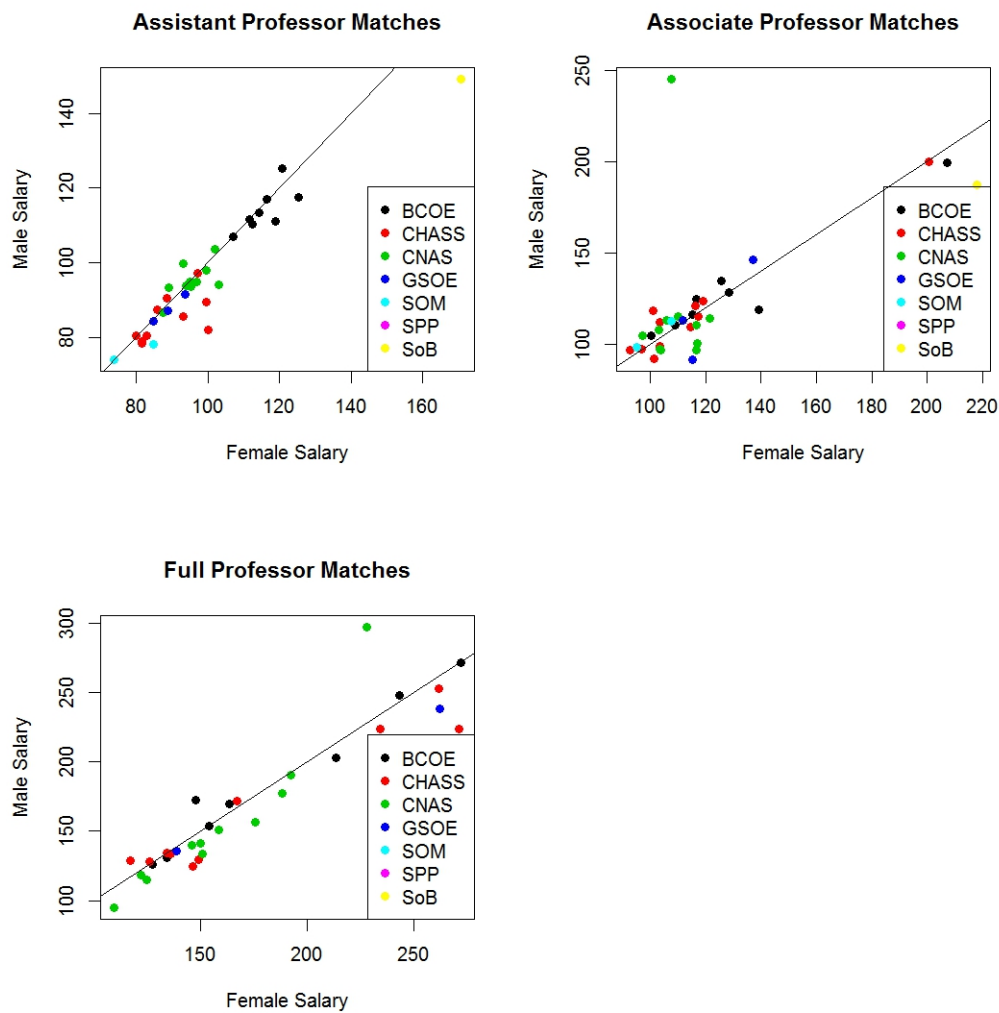 Assistant Professor Matches
Male Salary
140
120
100
80
BCOE
CHASS
CNAS
GSOE
SOM
SPP
SoB
80 100 120 140 160
Female Salary
Associate Professor Matches
Male Salary
250
200
150
100
BCOE
CHASS
CNAS
GSOE
SOM
SPP
SoB
100 120 140 160 180 200 220
Female Salary
Full Professor Matches
Male Salary
300
250
200
150
100
BCOE
CHASS
CNAS
GSOE
SOM
SPP
SoB
150 200 250
Female Salary